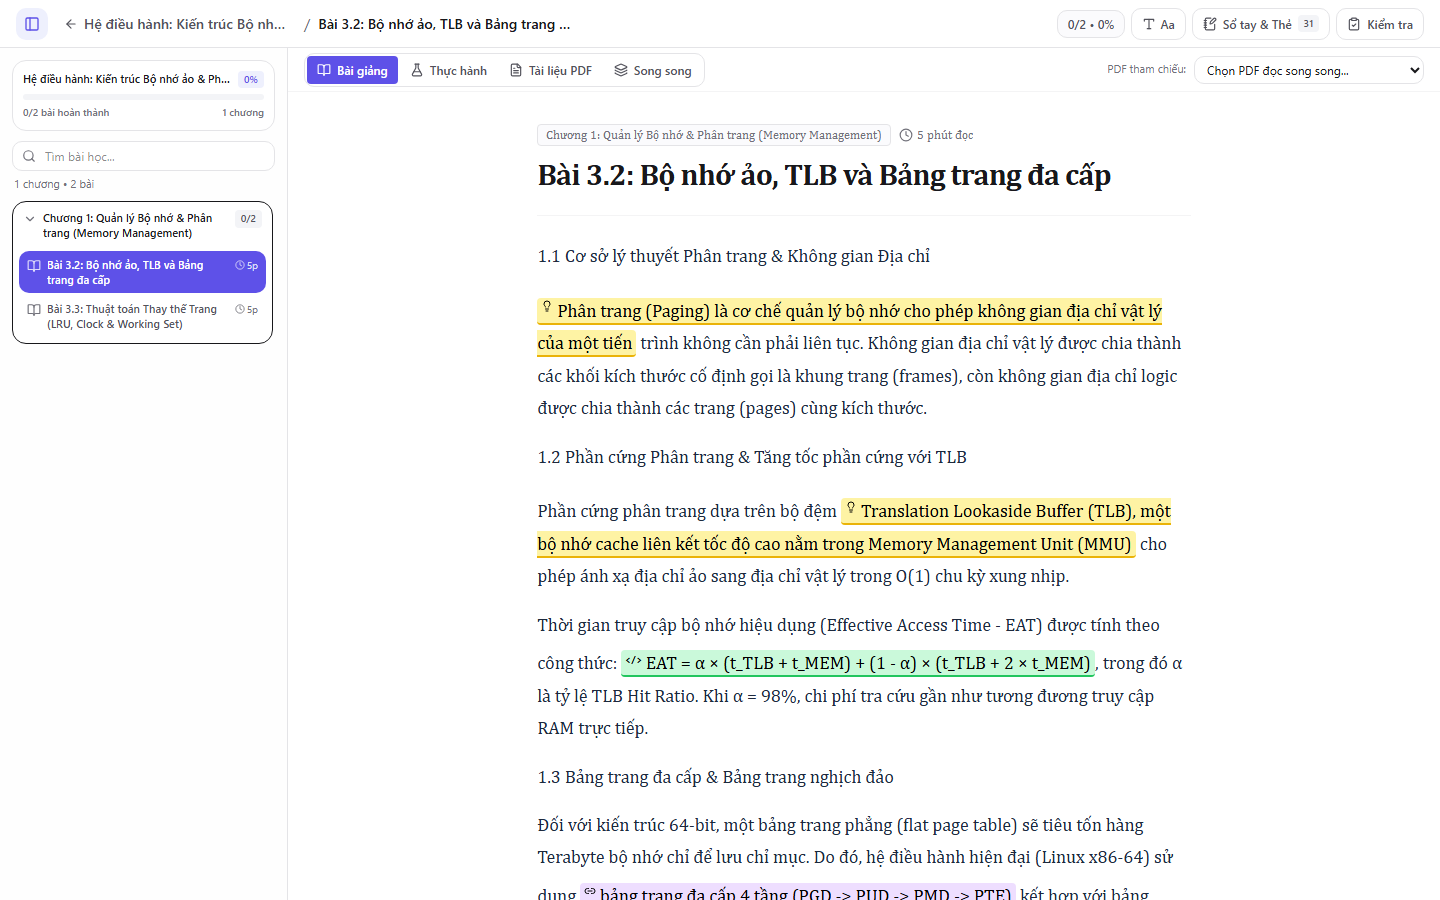 Hệ điều hành: Kiến trúc Bộ nh... / Bài 3.2: Bộ nhớ ảo, TLB và Bảng trang ...
0/2 • 0%
Aa
Sổ tay & Thẻ 31
Kiểm tra
Hệ điều hành: Kiến trúc Bộ nhớ ảo & Ph... 0%
0/2 bài hoàn thành 1 chương
Tìm bài học...
1 chương • 2 bài
Chương 1: Quản lý Bộ nhớ & Phân
trang (Memory Management)
0/2
Bài 3.2: Bộ nhớ ảo, TLB và Bảng
trang đa cấp
5p
Bài 3.3: Thuật toán Thay thế Trang
(LRU, Clock & Working Set)
5p
Bài giảng
Thực hành
Tài liệu PDF
Song song
PDF tham chiếu:
Chọn PDF đọc song song...
Chương 1: Quản lý Bộ nhớ & Phân trang (Memory Management)
5 phút đọc
Bài 3.2: Bộ nhớ ảo, TLB và Bảng trang đa cấp
1.1 Cơ sở lý thuyết Phân trang & Không gian Địa chỉ
Phân trang (Paging) là cơ chế quản lý bộ nhớ cho phép không gian địa chỉ vật lý
của một tiến trình không cần phải liên tục. Không gian địa chỉ vật lý được chia thành
các khối kích thước cố định gọi là khung trang (frames), còn không gian địa chỉ logic
được chia thành các trang (pages) cùng kích thước.
1.2 Phần cứng Phân trang & Tăng tốc phần cứng với TLB
Phần cứng phân trang dựa trên bộ đệm Translation Lookaside Buffer (TLB), một
bộ nhớ cache liên kết tốc độ cao nằm trong Memory Management Unit (MMU) cho
phép ánh xạ địa chỉ ảo sang địa chỉ vật lý trong O(1) chu kỳ xung nhịp.
Thời gian truy cập bộ nhớ hiệu dụng (Effective Access Time - EAT) được tính theo
công thức: EAT = α × (t_TLB + t_MEM) + (1 - α) × (t_TLB + 2 × t_MEM), trong đó α
là tỷ lệ TLB Hit Ratio. Khi α = 98%, chi phí tra cứu gần như tương đương truy cập
RAM trực tiếp.
1.3 Bảng trang đa cấp & Bảng trang nghịch đảo
Đối với kiến trúc 64-bit, một bảng trang phẳng (flat page table) sẽ tiêu tốn hàng
Terabyte bộ nhớ chỉ để lưu chỉ mục. Do đó, hệ điều hành hiện đại (Linux x86-64) sử
dụng bảng trang đa cấp 4 tầng (PGD -> PUD -> PMD -> PTE) kết hợp với bảng